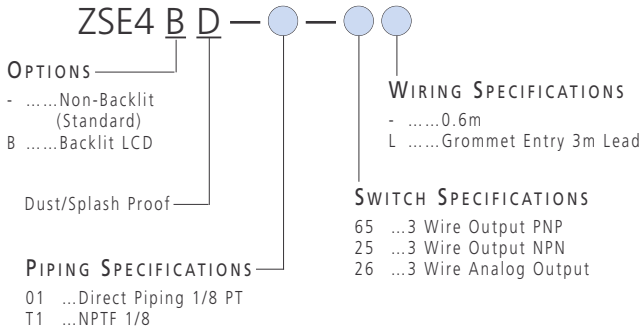 ZSE4 B D — —
OPTIONS
- ......Non-Backlit
(Standard)
B ......Backlit LCD
Dust/Splash Proof
PIPING SPECIFICATIONS
01 ...Direct Piping 1/8 PT
T1 ...NPTF 1/8
WIRING SPECIFICATIONS
- ......0.6m
L ......Grommet Entry 3m Lead
SWITCH SPECIFICATIONS
65 ...3 Wire Output PNP
25 ...3 Wire Output NPN
26 ...3 Wire Analog Output